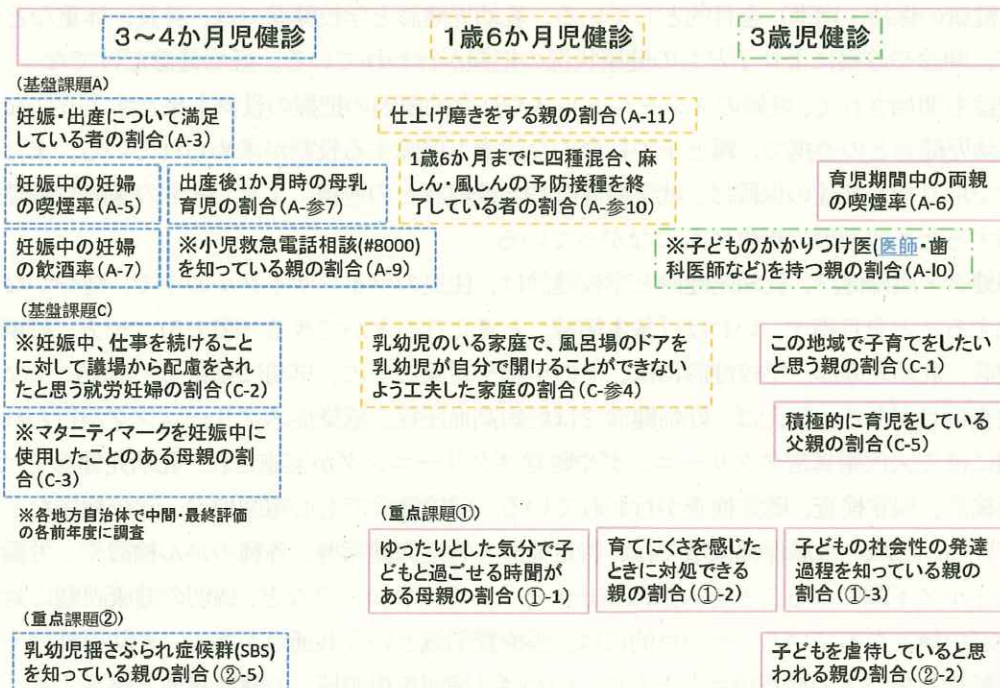 3～4か月児健診
1歳6か月児健診
3歳児健診
(基盤課題A)
妊娠・出産について満足
している者の割合(A-3)
仕上げ磨きをする親の割合(A-11)
妊娠中の妊婦
の喫煙率(A-5)
出産後1か月時の母乳
育児の割合(A-参7)
1歳6か月までに四種混合、麻
しん・風しんの予防接種を終
了している者の割合(A-参10)
育児期間中の両親
の喫煙率(A-6)
妊娠中の妊婦
の飲酒率(A-7)
※小児救急電話相談(#8000)
を知っている親の割合(A-9)
※子どものかかりつけ医(医師・歯
科医師など)を持つ親の割合(A-I0)
(基盤課題C)
※妊娠中、仕事を続けること
に対して議場から配慮をされ
たと思う就労妊婦の割合(C-2)
乳幼児のいる家庭で、風呂場のドアを
乳幼児が自分で開けることができない
よう工夫した家庭の割合(C-参4)
この地域で子育てをしたい
と思う親の割合(C-1)
※マタニティマークを妊娠中に
使用したことのある母親の割
合(C-3)
積極的に育児をしている
父親の割合(C-5)
※各地方自治体で中間・最終評価
の各前年度に調査
(重点課題①)
ゆったりとした気分で子
どもと過ごせる時聞が
ある母親の割合(①-1)
育てにくさを感じた
ときに対処できる
親の割合(①-2)
子どもの社会性の発達
過程を知っている親の
割合(①-3)
(重点課題②)
乳幼児揺さぶられ症候群(SBS)
を知っている親の割合(②-5)
子どもを虐待していると思
われる親の割合(②-2)